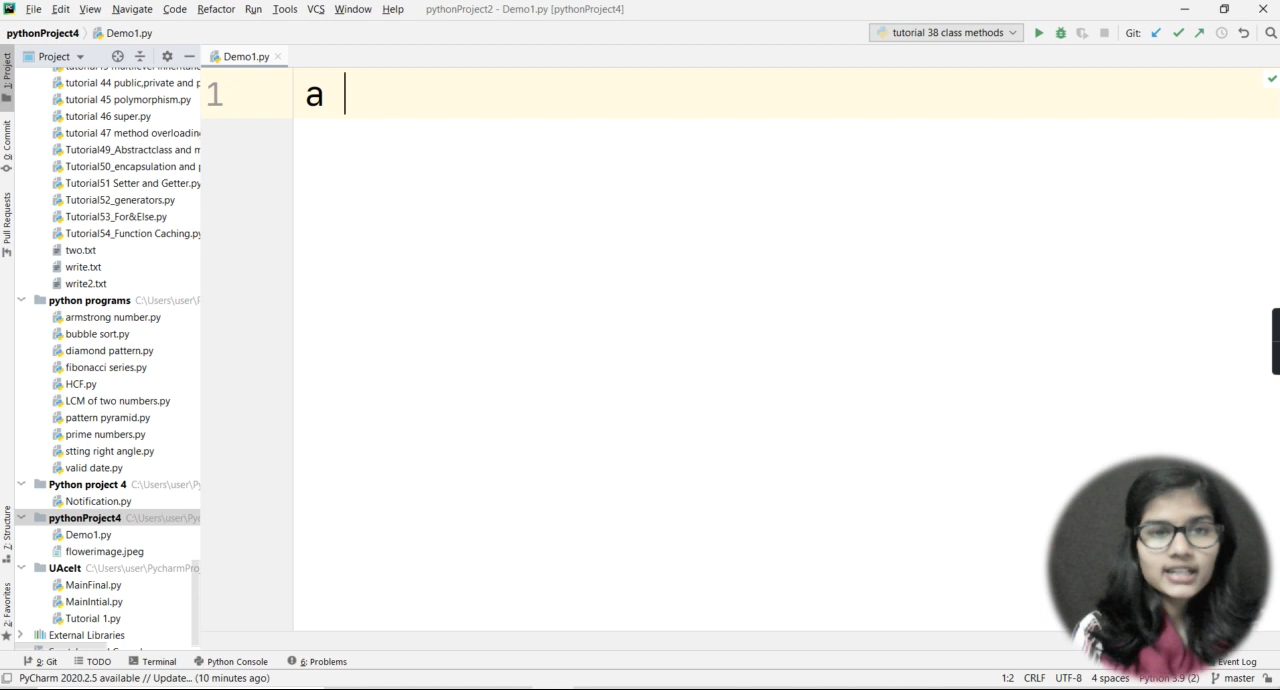 File Edit View Navigate Code Refactor Run Tools VCS Window Help pythonProject2 - Demo1.py [pythonProject4]
pythonProject4 Demo1.py tutorial 38 class methods Git:
Project Demo1.py
1: Project
Commit
Pull Requests
Z: Structure
2: Favorites
tutorial 44 public,private and p
tutorial 45 polymorphism.py
tutorial 46 super.py
tutorial 47 method overloadin
Tutorial49_Abstractclass and m
Tutorial50_encapsulation and
Tutorial51 Setter and Getter.py
Tutorial52_generators.py
Tutorial53_For&Else.py
Tutorial54_Function Caching.py
two.txt
write.txt
write2.txt
python programs C:\Users\user\
armstrong number.py
bubble sort.py
diamond pattern.py
fibonacci series.py
HCF.py
LCM of two numbers.py
pattern pyramid.py
prime numbers.py
stting right angle.py
valid date.py
Python project 4 C:\Users\user\Py
Notification.py
pythonProject4 C:\Users\user\Pyc
Demo1.py
flowerimage.jpeg
UAceIt C:\Users\user\PycharmPro
MainFinal.py
MainIntial.py
Tutorial 1.py
External Libraries
1 a
9: Git TODO Terminal Python Console 6: Problems Event Log
PyCharm 2020.2.5 available // Update... (10 minutes ago) 1:2 CRLF UTF-8 4 spaces Python 3.9 (2) master